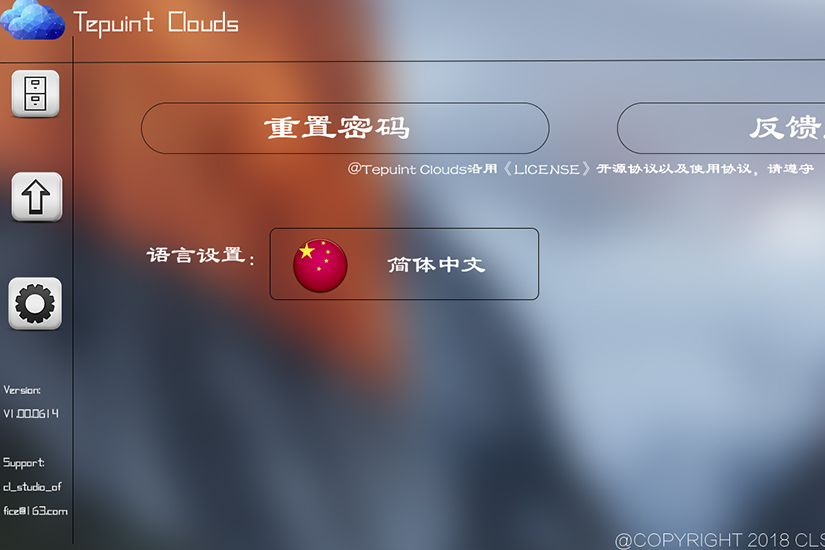 Tepuint Clouds
重置密码
反馈
@Tepuint Clouds沿用《LICENSE》开源协议以及使用协议，请遵守
语言设置：
简体中文
Version:
V1.00.0614
Support:
cl_studio_of
fice@163.com
@COPYRIGHT 2018 CLS